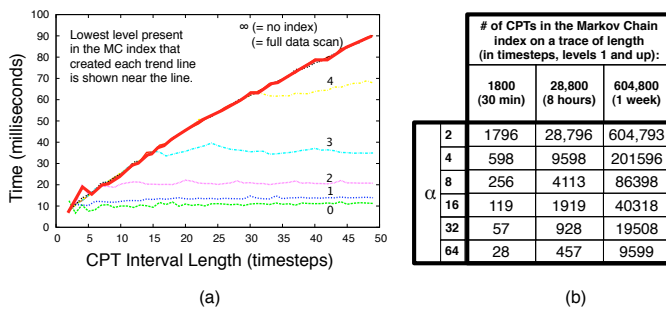 100
90
80
70
60
50
40
30
20
10
0
Time (milliseconds)
Lowest level present
in the MC index that
created each trend line
is shown near the line.
∞ (= no index)
(= full data scan)
4
3
2
1
0
0 5 10 15 20 25 30 35 40 45 50
CPT Interval Length (timesteps)
(a)
# of CPTs in the Markov Chain
index on a trace of length
(in timesteps, levels 1 and up):
1800 28,800 604,800
(30 min) (8 hours) (1 week)
α
2 1796 28,796 604,793
4 598 9598 201596
8 256 4113 86398
16 119 1919 40318
32 57 928 19508
64 28 457 9599
(b)